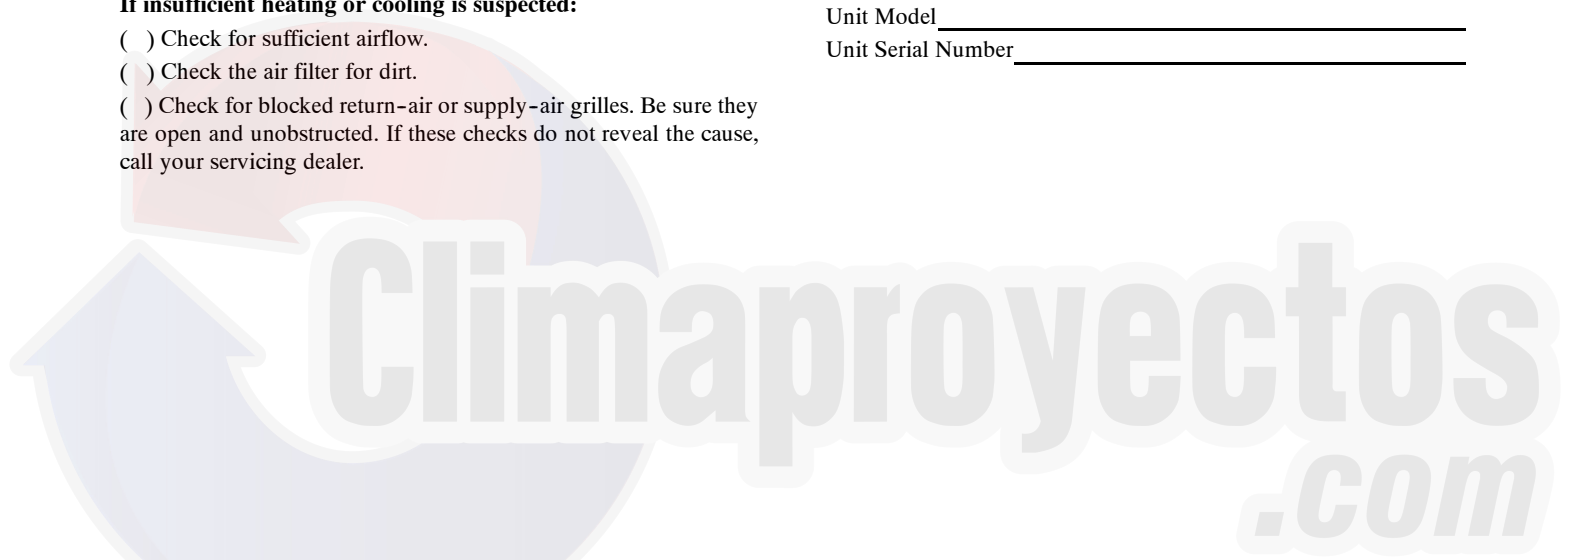 If insufficient heating or cooling is suspected:
(  ) Check for sufficient airflow.
(  ) Check the air filter for dirt.
(  ) Check for blocked return-air or supply-air grilles. Be sure they
are open and unobstructed. If these checks do not reveal the cause,
call your servicing dealer.
Unit Model
Unit Serial Number
Climaproyectos
.com